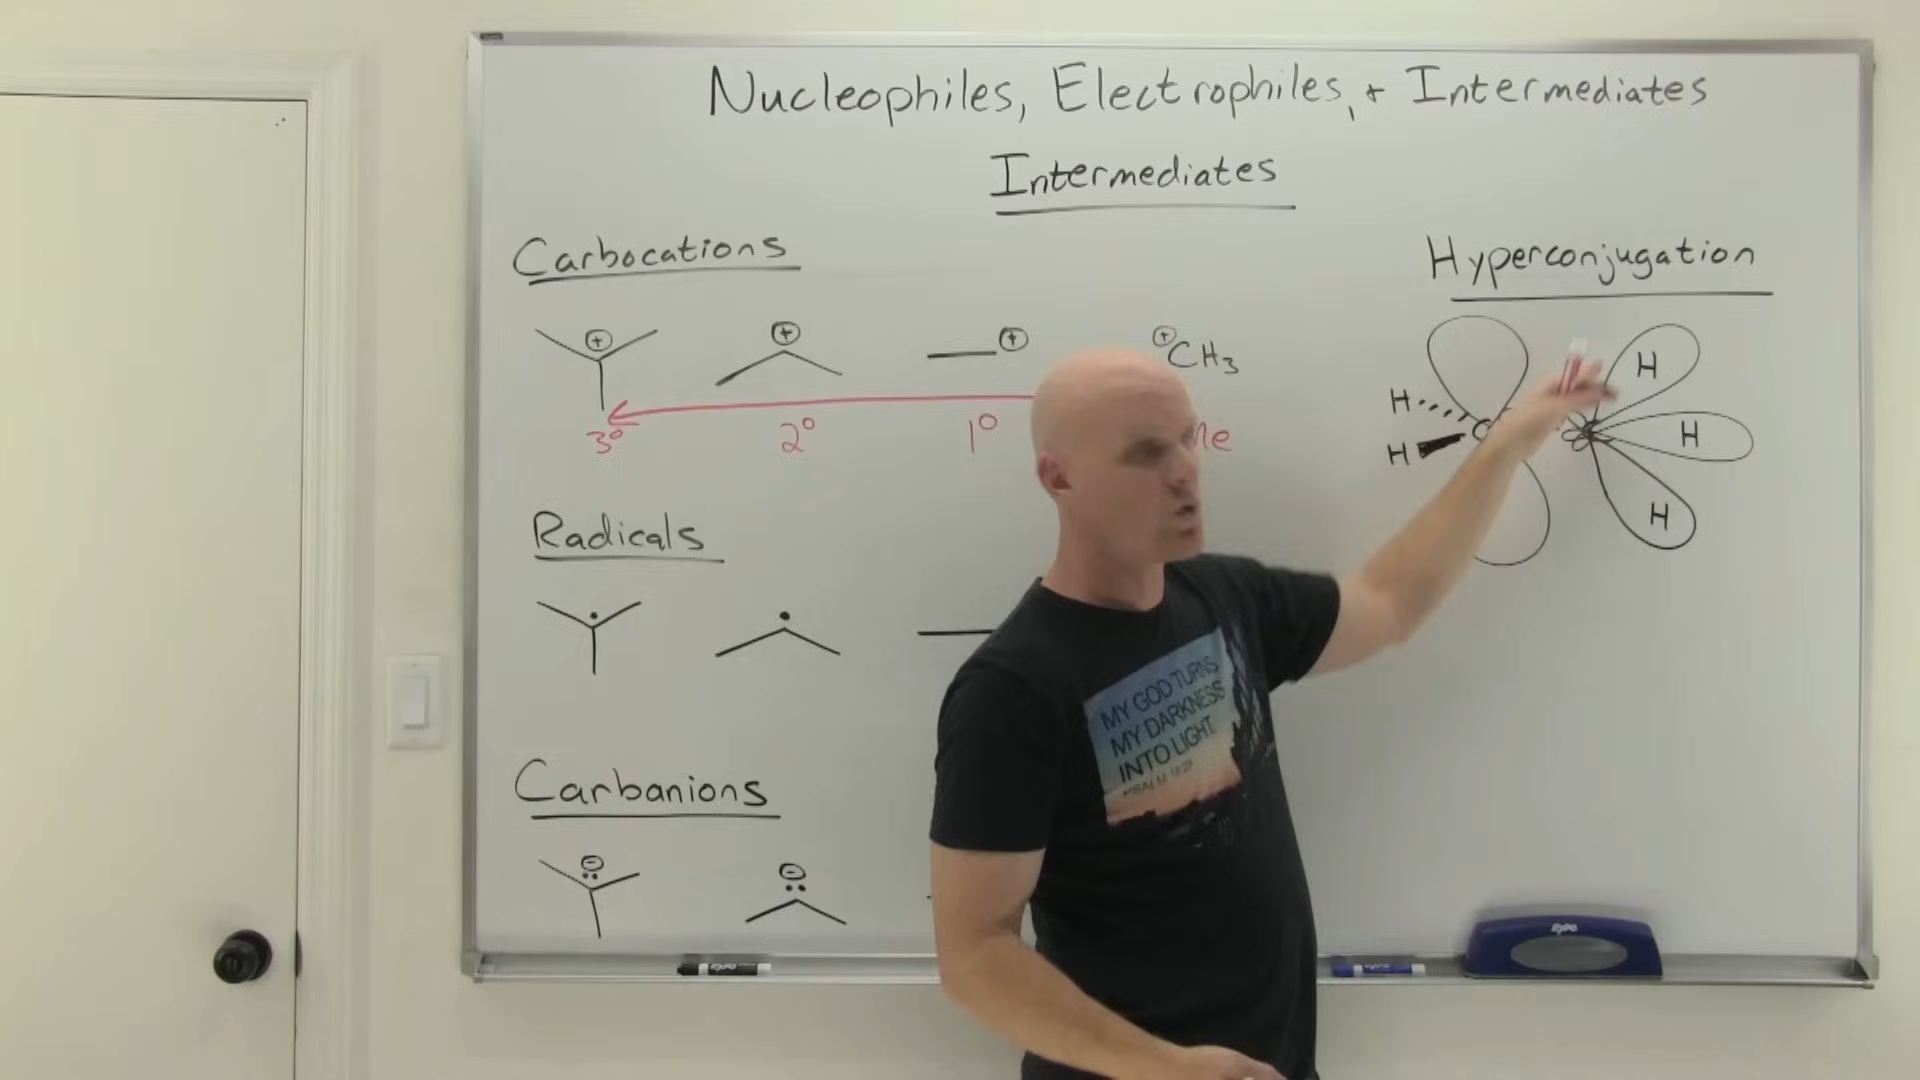 Nucleophiles, Electrophiles, + Intermediates
Intermediates
Carbocations
Hyperconjugation
⊕ ⊕ ⊕ ⊕CH3
3° 2° 1°
H H
H C H
H
Radicals
Carbanions
⊖ ⊖
MY GOD TURNS
MY DARKNESS
INTO LIGHT
EXPO